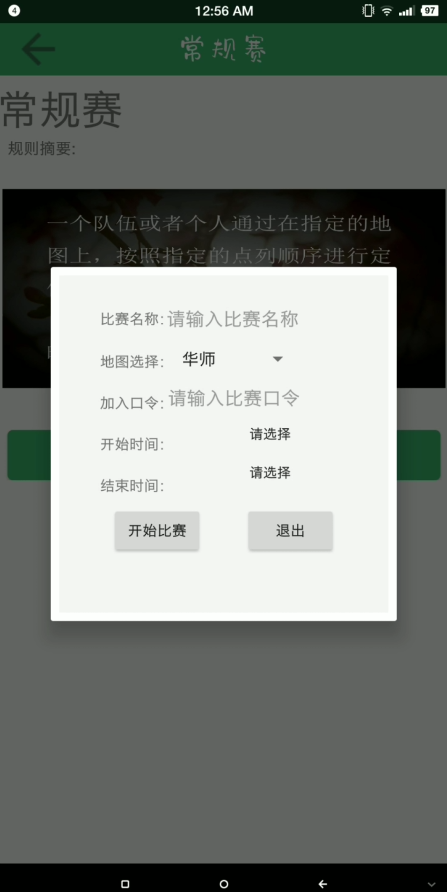 4 12:56 AM 97
常规赛
常规赛
规则摘要:
一个队伍或者个人通过在指定的地
图上，按照指定的点列顺序进行定
比赛名称: 请输入比赛名称
地图选择: 华师
加入口令: 请输入比赛口令
开始时间: 请选择
结束时间: 请选择
开始比赛 退出